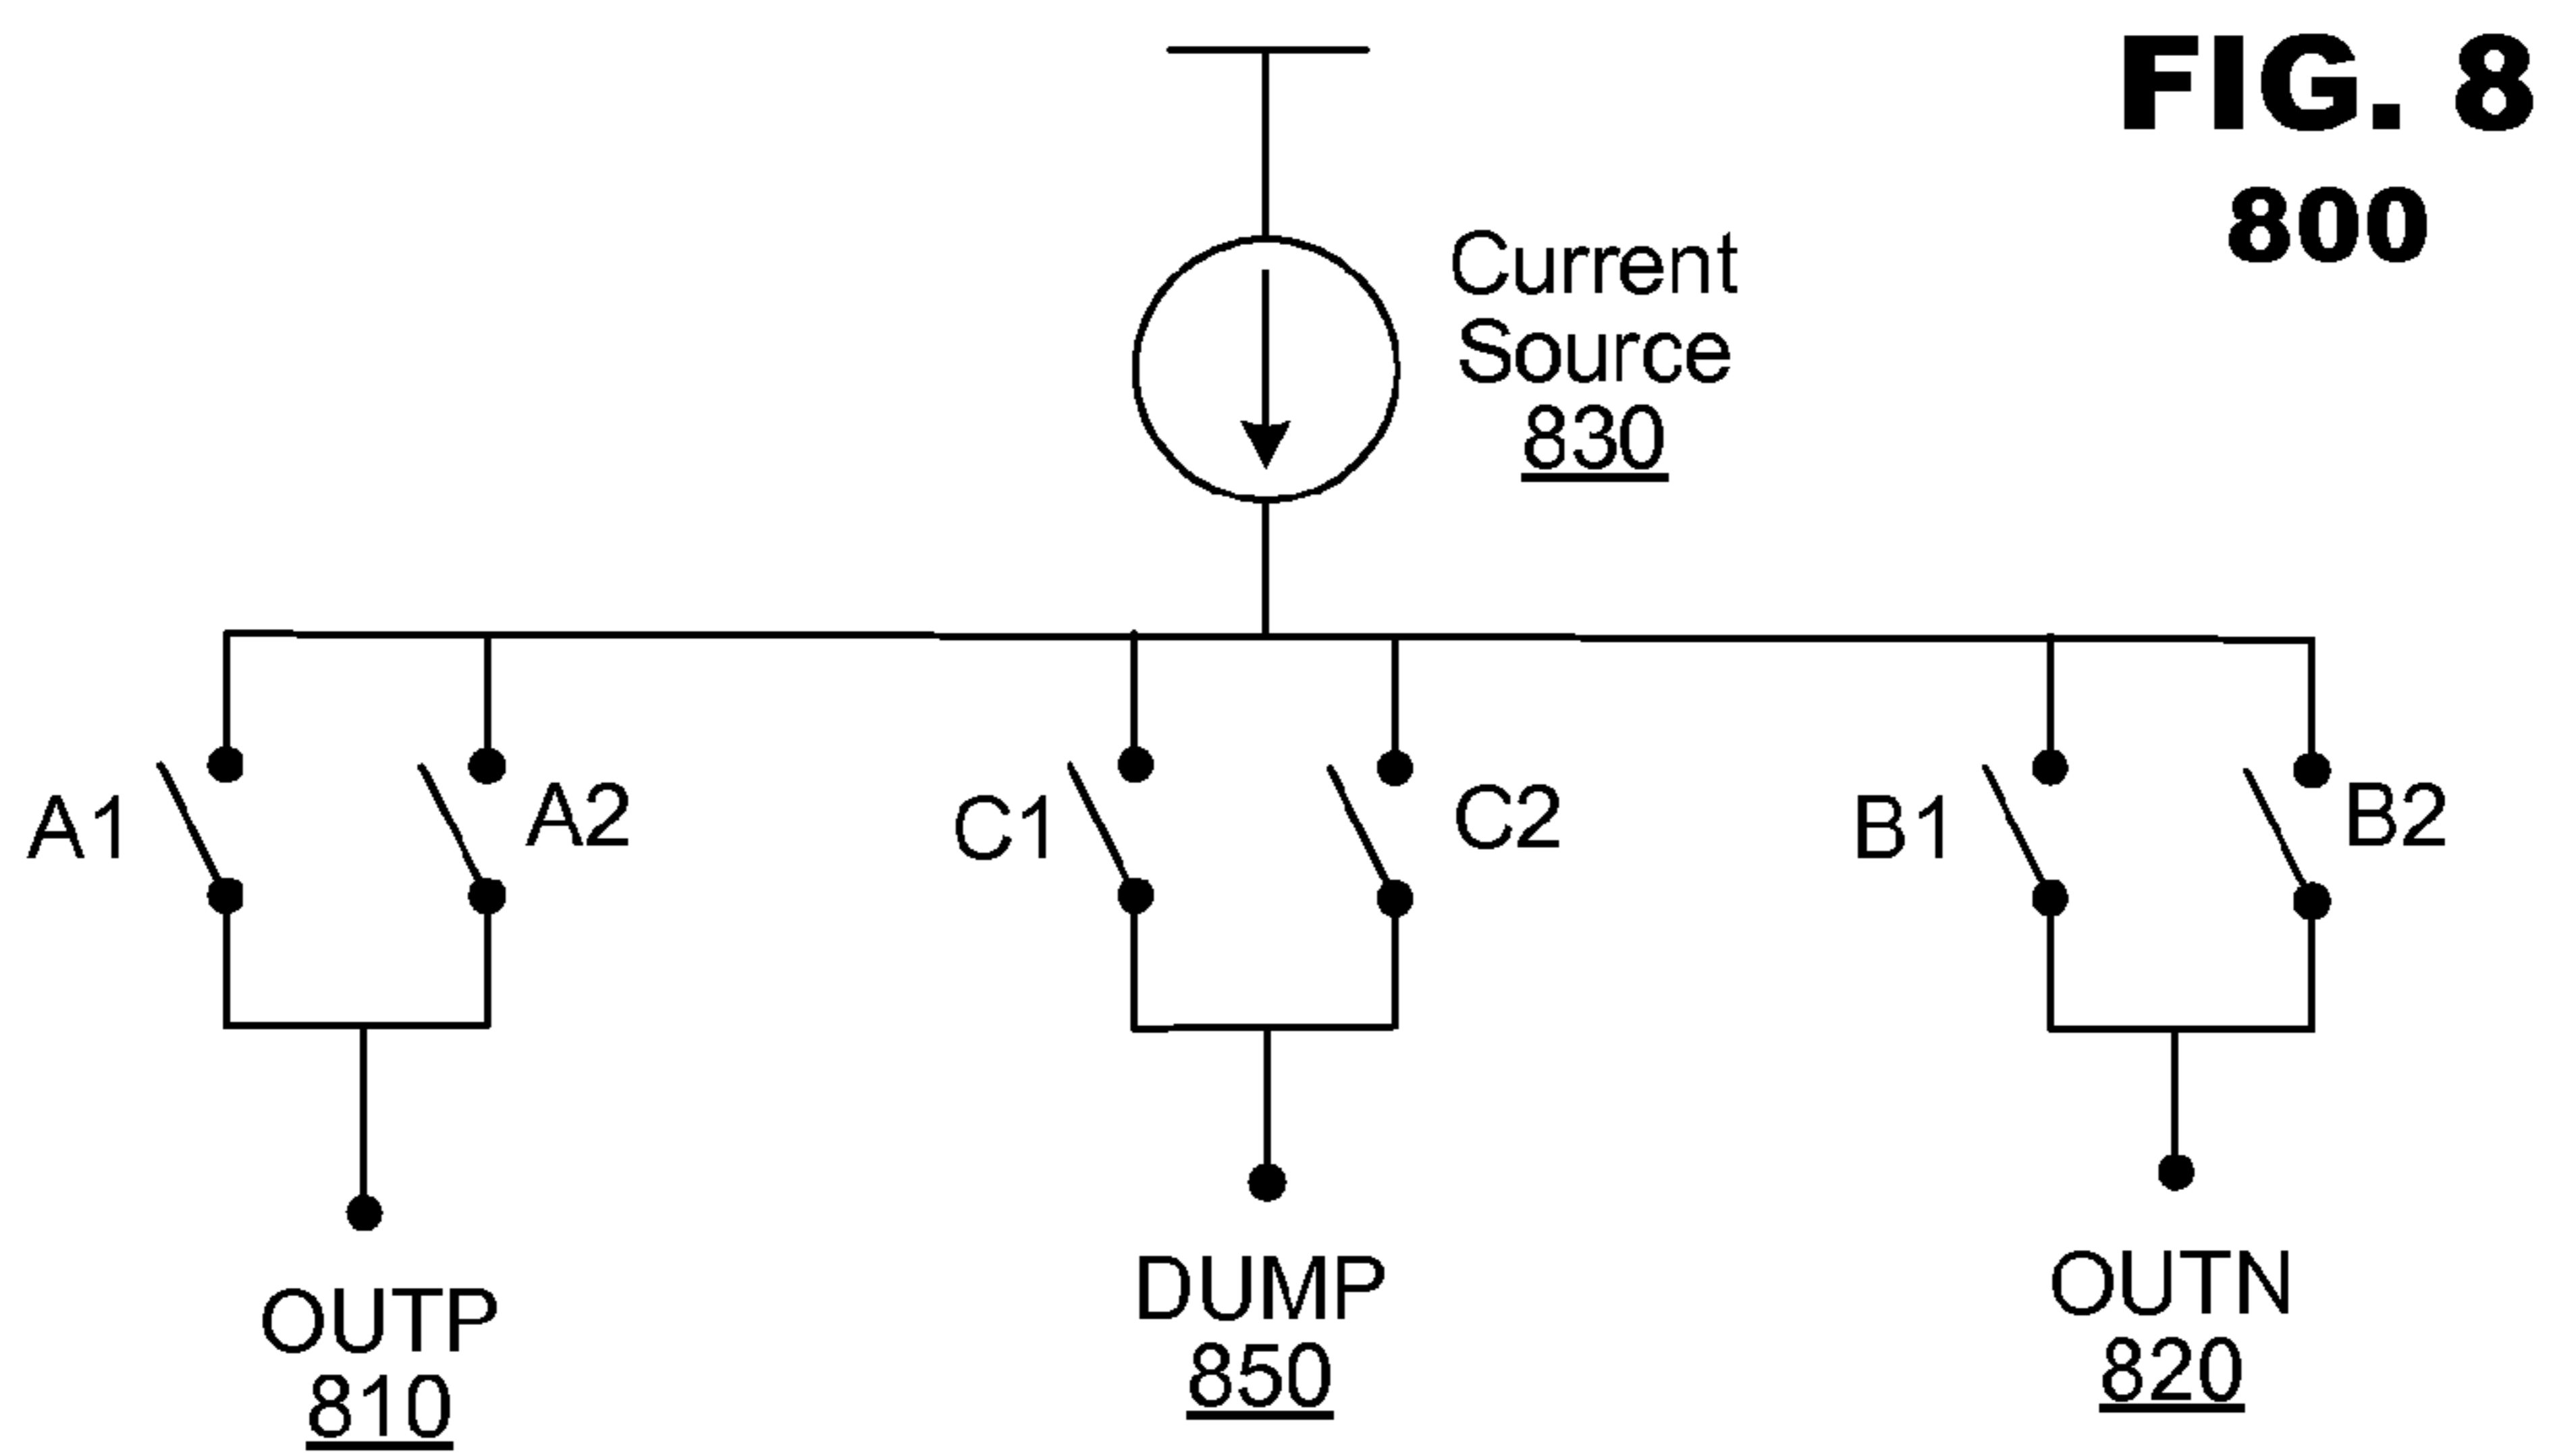 FIG. 8
800
Current
Source
830
A1
A2
C1
C2
B1
B2
OUTP
810
DUMP
850
OUTN
820